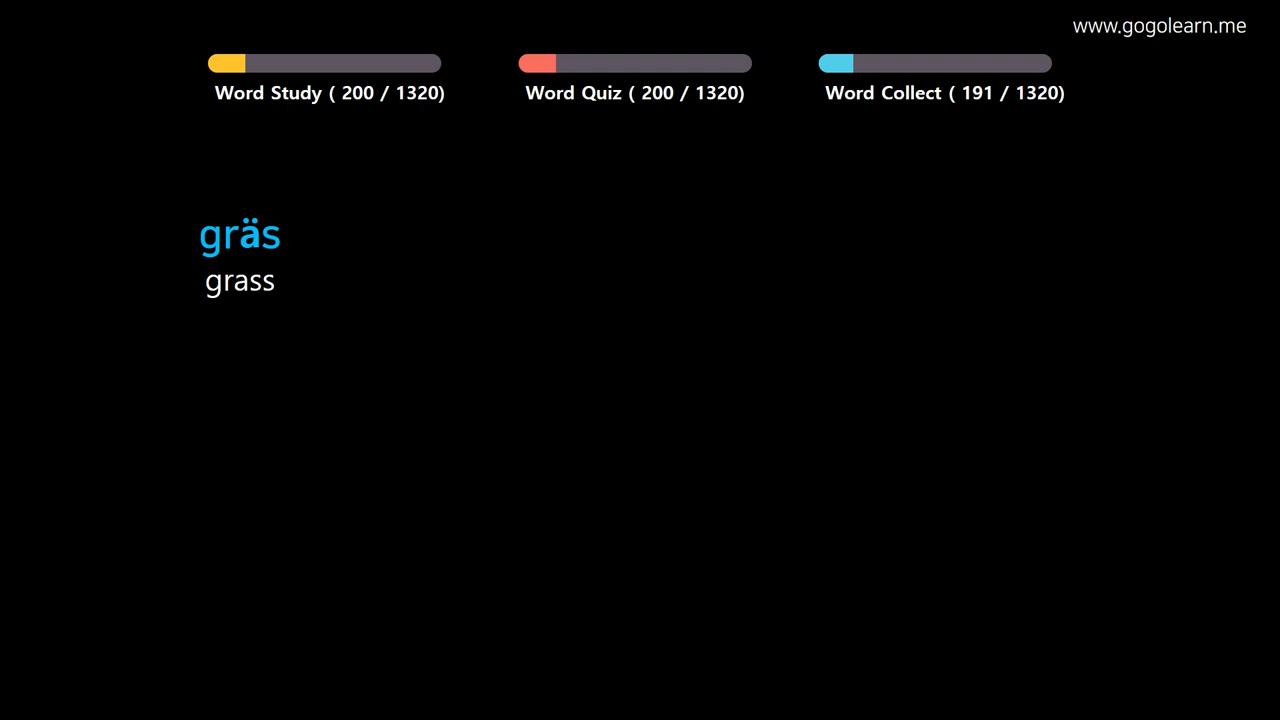 www.gogolearn.me
Word Study ( 200 / 1320)
Word Quiz ( 200 / 1320)
Word Collect ( 191 / 1320)
gräs
grass